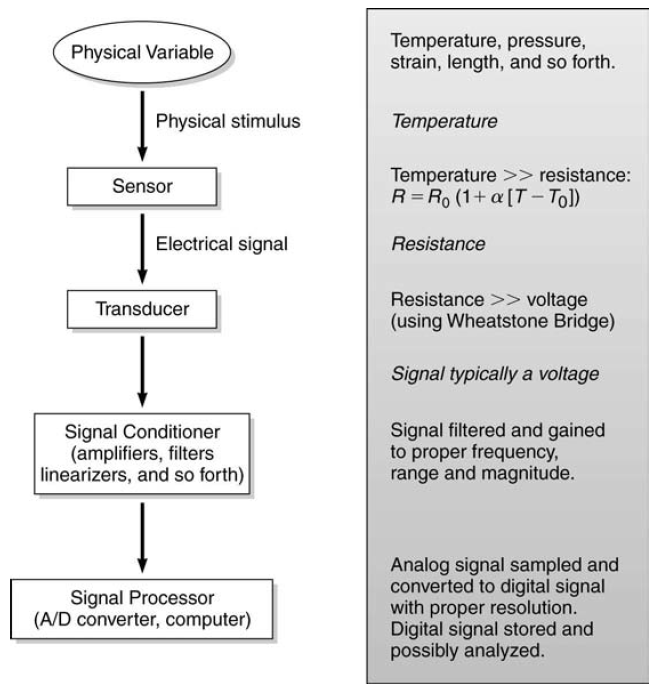 Physical Variable
Physical stimulus
Sensor
Electrical signal
Transducer
Signal Conditioner
(amplifiers, filters
linearizers, and so forth)
Signal Processor
(A/D converter, computer)
Temperature, pressure,
strain, length, and so forth.
Temperature
Temperature >> resistance:
R = R₀ (1 + α [T − T₀])
Resistance
Resistance >> voltage
(using Wheatstone Bridge)
Signal typically a voltage
Signal filtered and gained
to proper frequency,
range and magnitude.
Analog signal sampled and
converted to digital signal
with proper resolution.
Digital signal stored and
possibly analyzed.